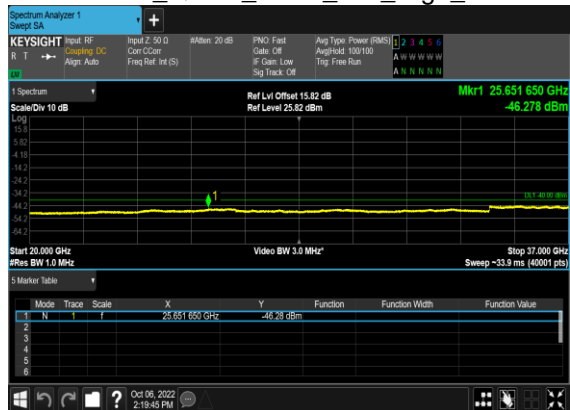 Spectrum Analyzer 1
Swept SA
+
KEYSIGHT Input: RF Input Z: 50 Ω #Atten: 20 dB PNO: Fast Avg Type: Power (RMS) 1 2 3 4 5 6
R T Coupling: DC Corr CCorr Gate: Off Avg|Hold: 100/100 A W W W W W
Align: Auto Freq Ref: Int (S) IF Gain: Low Trig: Free Run
Sig Track: Off A N N N N N
1 Spectrum Ref Lvl Offset 15.82 dB Mkr1 25.651 650 GHz
Scale/Div 10 dB Ref Level 25.82 dBm -46.278 dBm
Log
15.8
5.82
-4.18
-14.2
-24.2
-34.2 1 DL1 -40.00 dBm
-44.2
-54.2
-64.2
Start 20.000 GHz Video BW 3.0 MHz* Stop 37.000 GHz
#Res BW 1.0 MHz Sweep ~33.9 ms (40001 pts)
5 Marker Table
Mode Trace Scale X Y Function Function Width Function Value
1 N 1 f 25.651 650 GHz -46.28 dBm
2
3
4
5
6
? Oct 06, 2022
2:19:45 PM